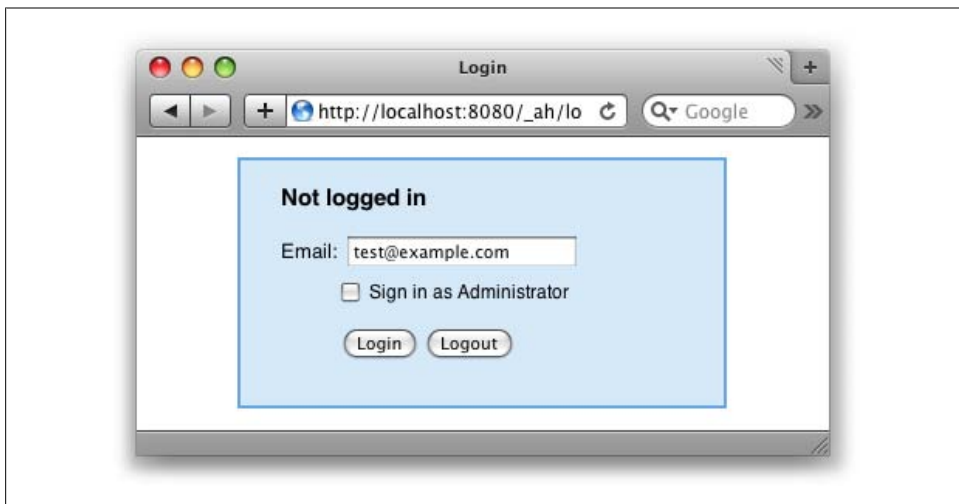 Login
http://localhost:8080/_ah/lo
Google
Not logged in
Email: test@example.com
Sign in as Administrator
Login Logout